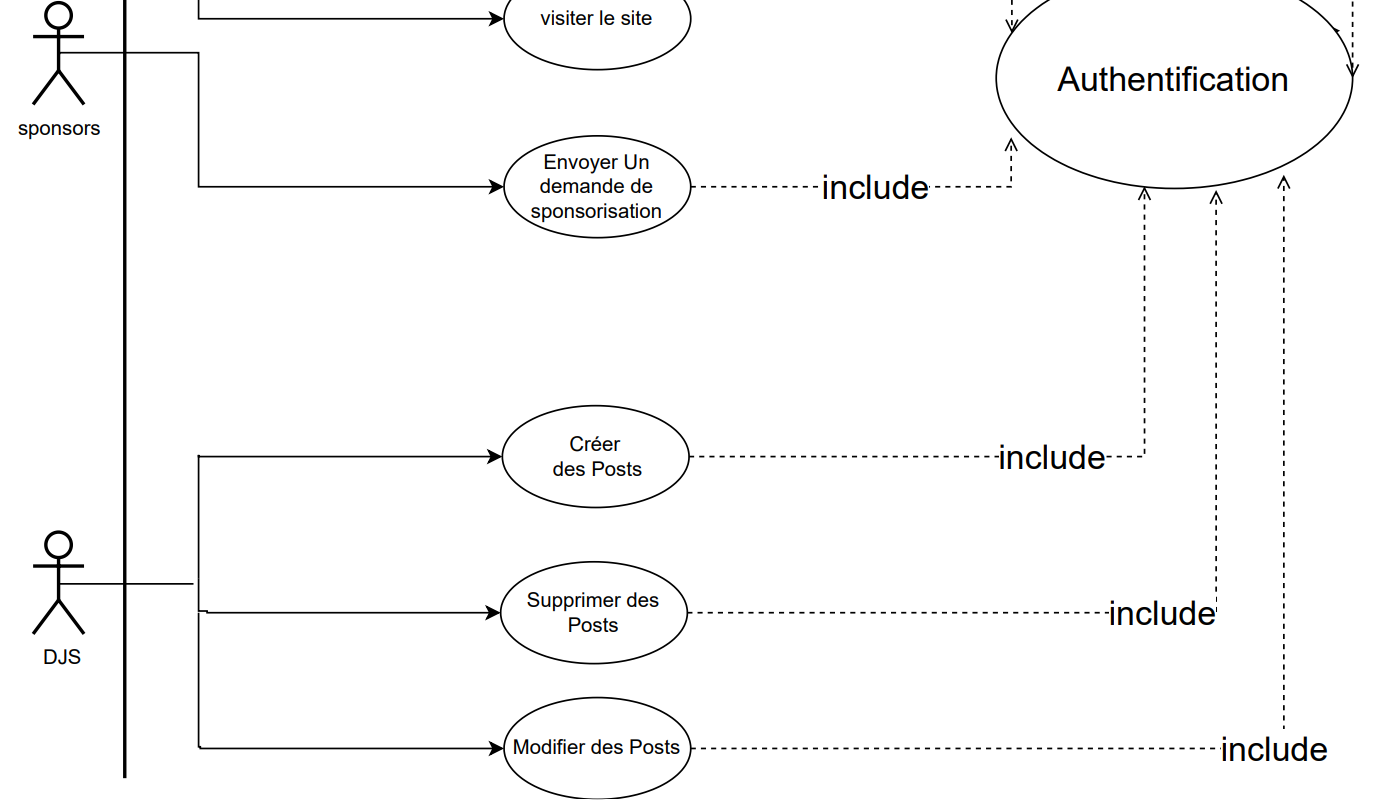 visiter le site
Authentification
sponsors
Envoyer Un
demande de
sponsorisation
include
Créer
des Posts
include
Supprimer des
Posts
include
DJS
Modifier des Posts
include